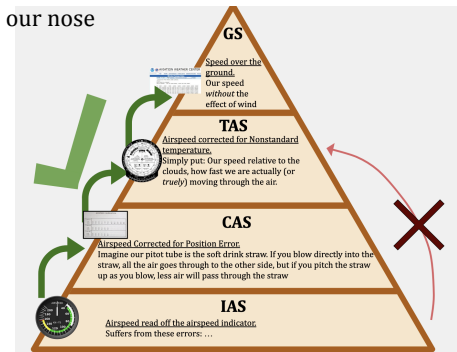 our nose
GS
Speed over the
ground.
Our speed
without the
effect of wind
TAS
Airspeed corrected for Nonstandard
temperature.
Simply put: Our speed relative to the
clouds, how fast we are actually (or
truely) moving through the air.
CAS
Airspeed Corrected for Position Error.
Imagine our pitot tube is the soft drink straw. If you blow directly into the
straw, all the air goes through to the other side, but if you pitch the straw
up as you blow, less air will pass through the straw
IAS
Airspeed read off the airspeed indicator.
Suffers from these errors: …